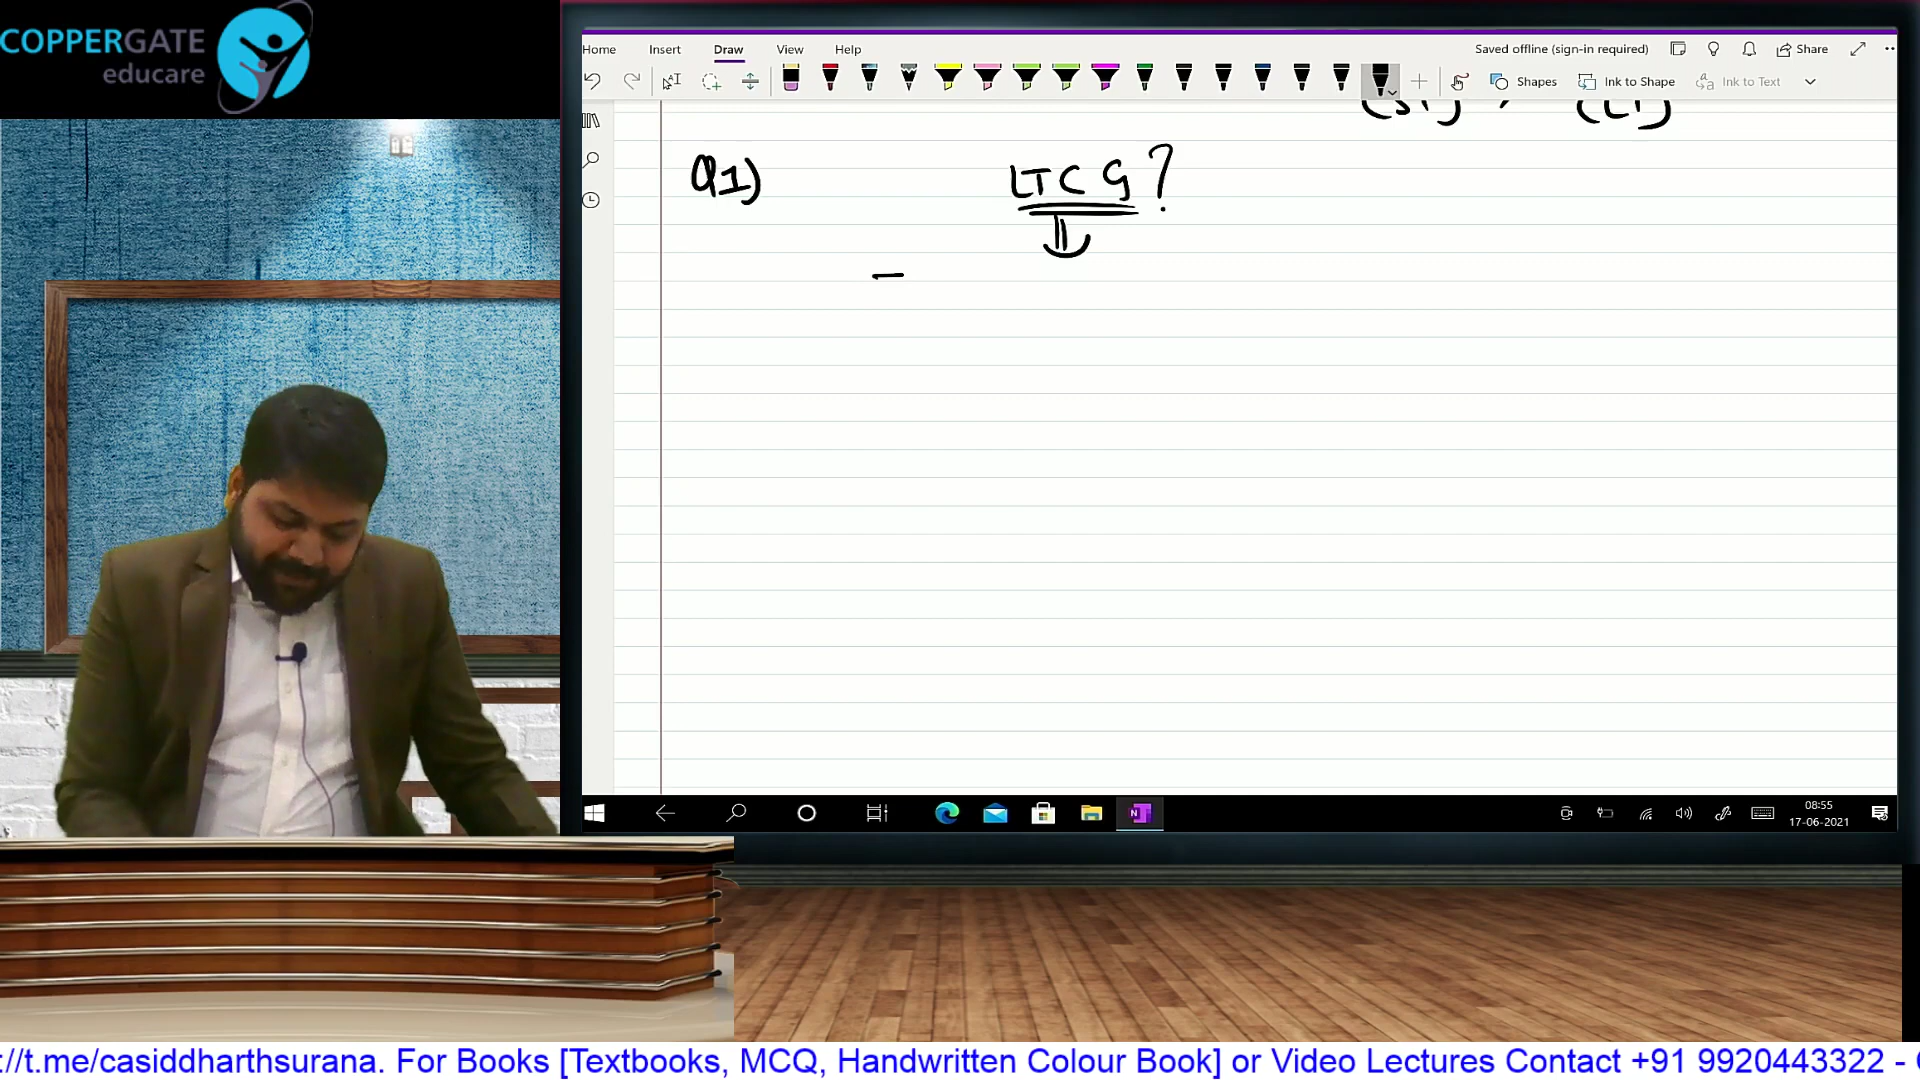 COPPERGATE
educare
Home Insert Draw View Help
Saved offline (sign-in required) Share
Shapes Ink to Shape Ink to Text
(ST) , (LT)
Q1) LTCG?
08:55
17-06-2021
://t.me/casiddharthsurana. For Books [Textbooks, MCQ, Handwritten Colour Book] or Video Lectures Contact +91 9920443322 -